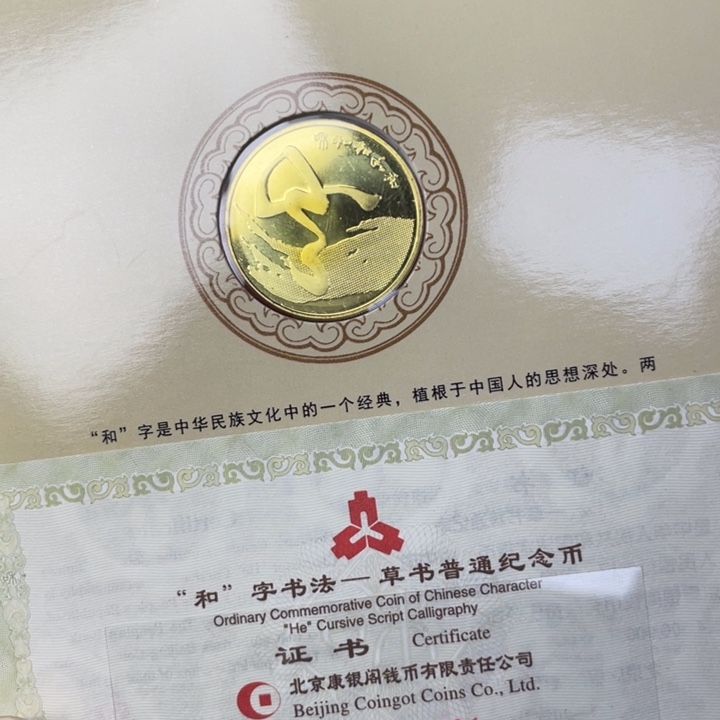 “和”字是中华民族文化中的一个经典，植根于中国人的思想深处。两
“和”字书法—草书普通纪念币
Ordinary Commemorative Coin of Chinese Character
"He" Cursive Script Calligraphy
证书 Certificate
北京康银阁钱币有限责任公司
Beijing Coingot Coins Co., Ltd.